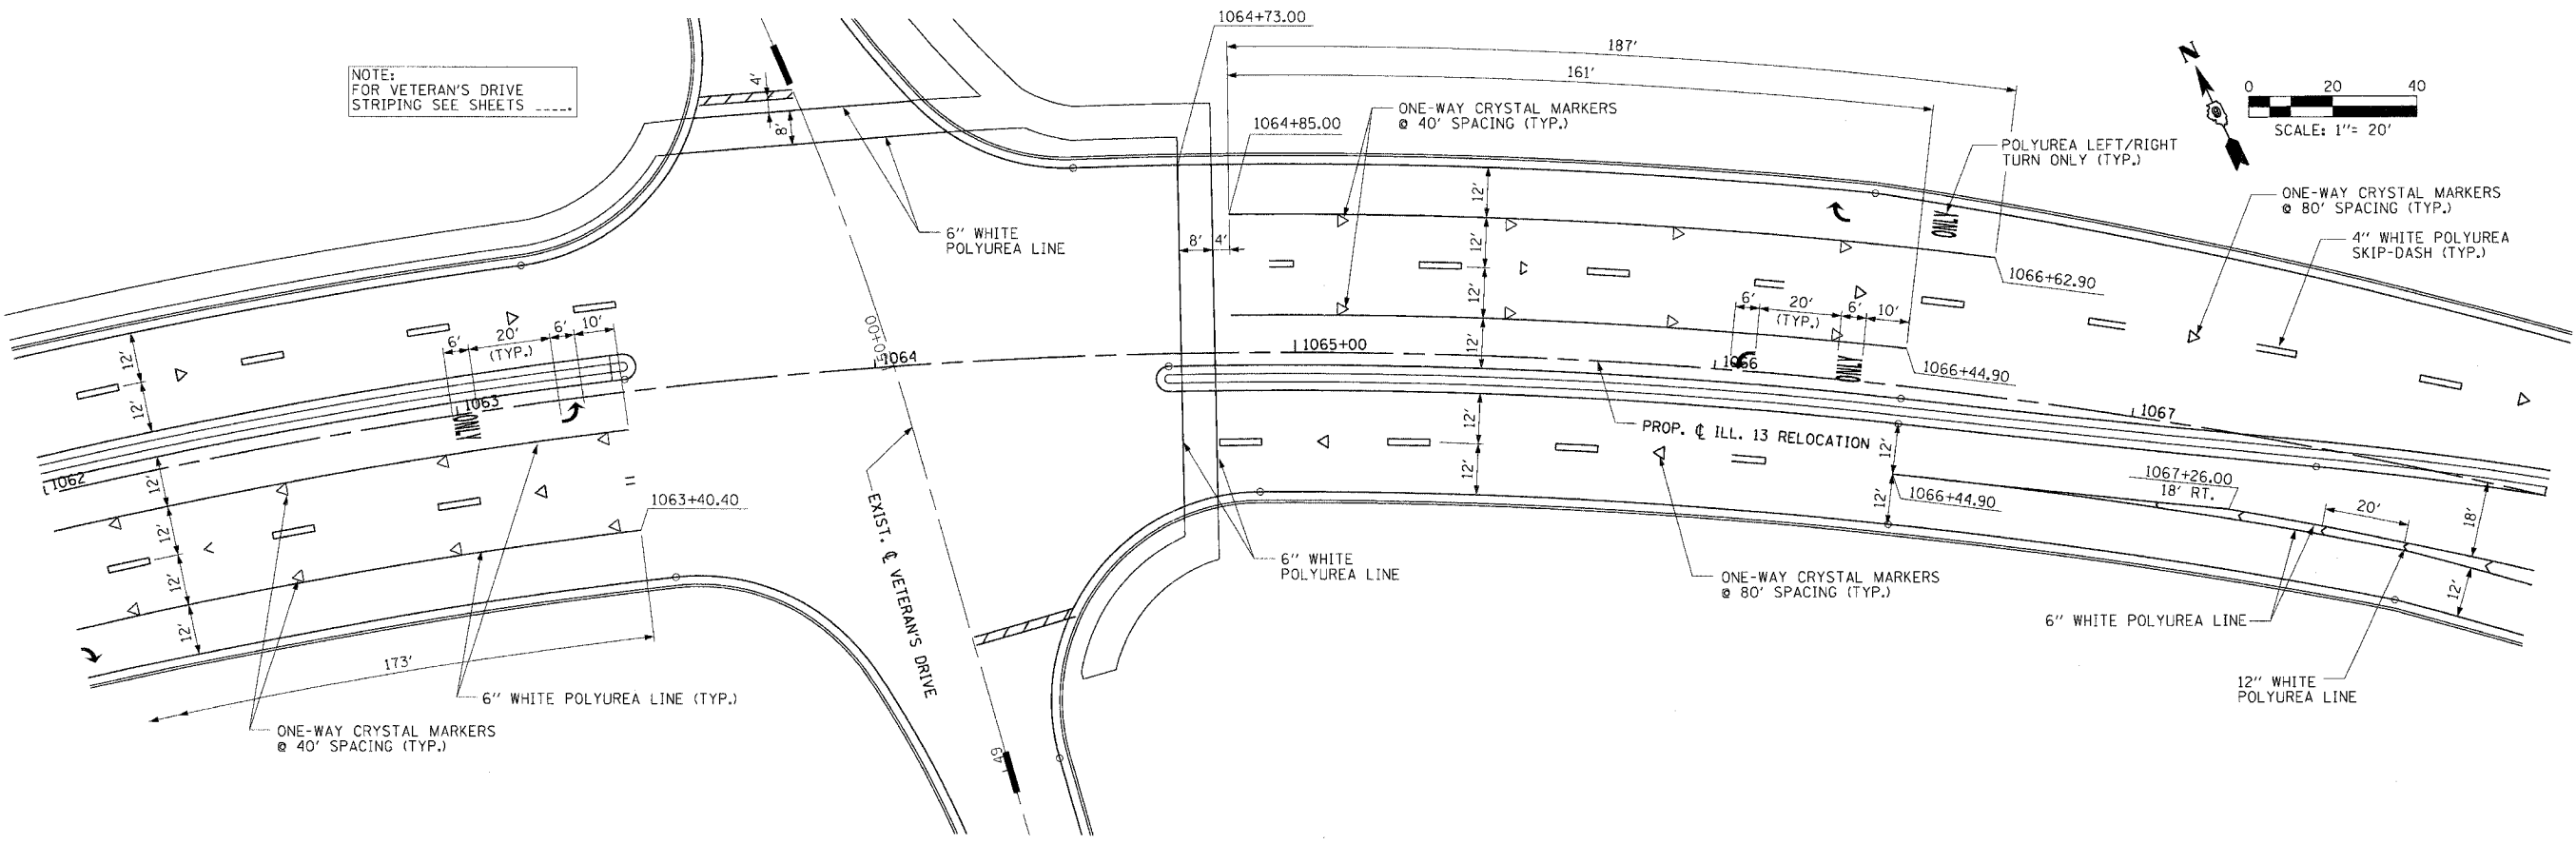 1064+73.00
187'
161'
N
0 20 40
SCALE: 1"= 20'
NOTE:
FOR VETERAN'S DRIVE
STRIPING SEE SHEETS ____.
4'
8'
ONE-WAY CRYSTAL MARKERS
@ 40' SPACING (TYP.)
1064+85.00
POLYUREA LEFT/RIGHT
TURN ONLY (TYP.)
ONE-WAY CRYSTAL MARKERS
@ 80' SPACING (TYP.)
4" WHITE POLYUREA
SKIP-DASH (TYP.)
6" WHITE
POLYUREA LINE
8' 4'
12'
12'
12'
12'
ONLY
1066+62.90
6' 20' 6' 10'
(TYP.)
6' 20' 6' 10'
(TYP.)
12'
12'
50+00
1064
1065+00
1066
ONLY
1066+44.90
1067
1063
ONLY
1062
PROP. ℄ ILL. 13 RELOCATION
12'
12'
12'
12'
1066+44.90
1067+26.00
18' RT.
20'
18'
12'
12'
12'
12'
12'
1063+40.40
EXIST. ℄ VETERAN'S DRIVE
6" WHITE
POLYUREA LINE
ONE-WAY CRYSTAL MARKERS
@ 80' SPACING (TYP.)
6" WHITE POLYUREA LINE
12" WHITE
POLYUREA LINE
173'
6" WHITE POLYUREA LINE (TYP.)
ONE-WAY CRYSTAL MARKERS
@ 40' SPACING (TYP.)
49